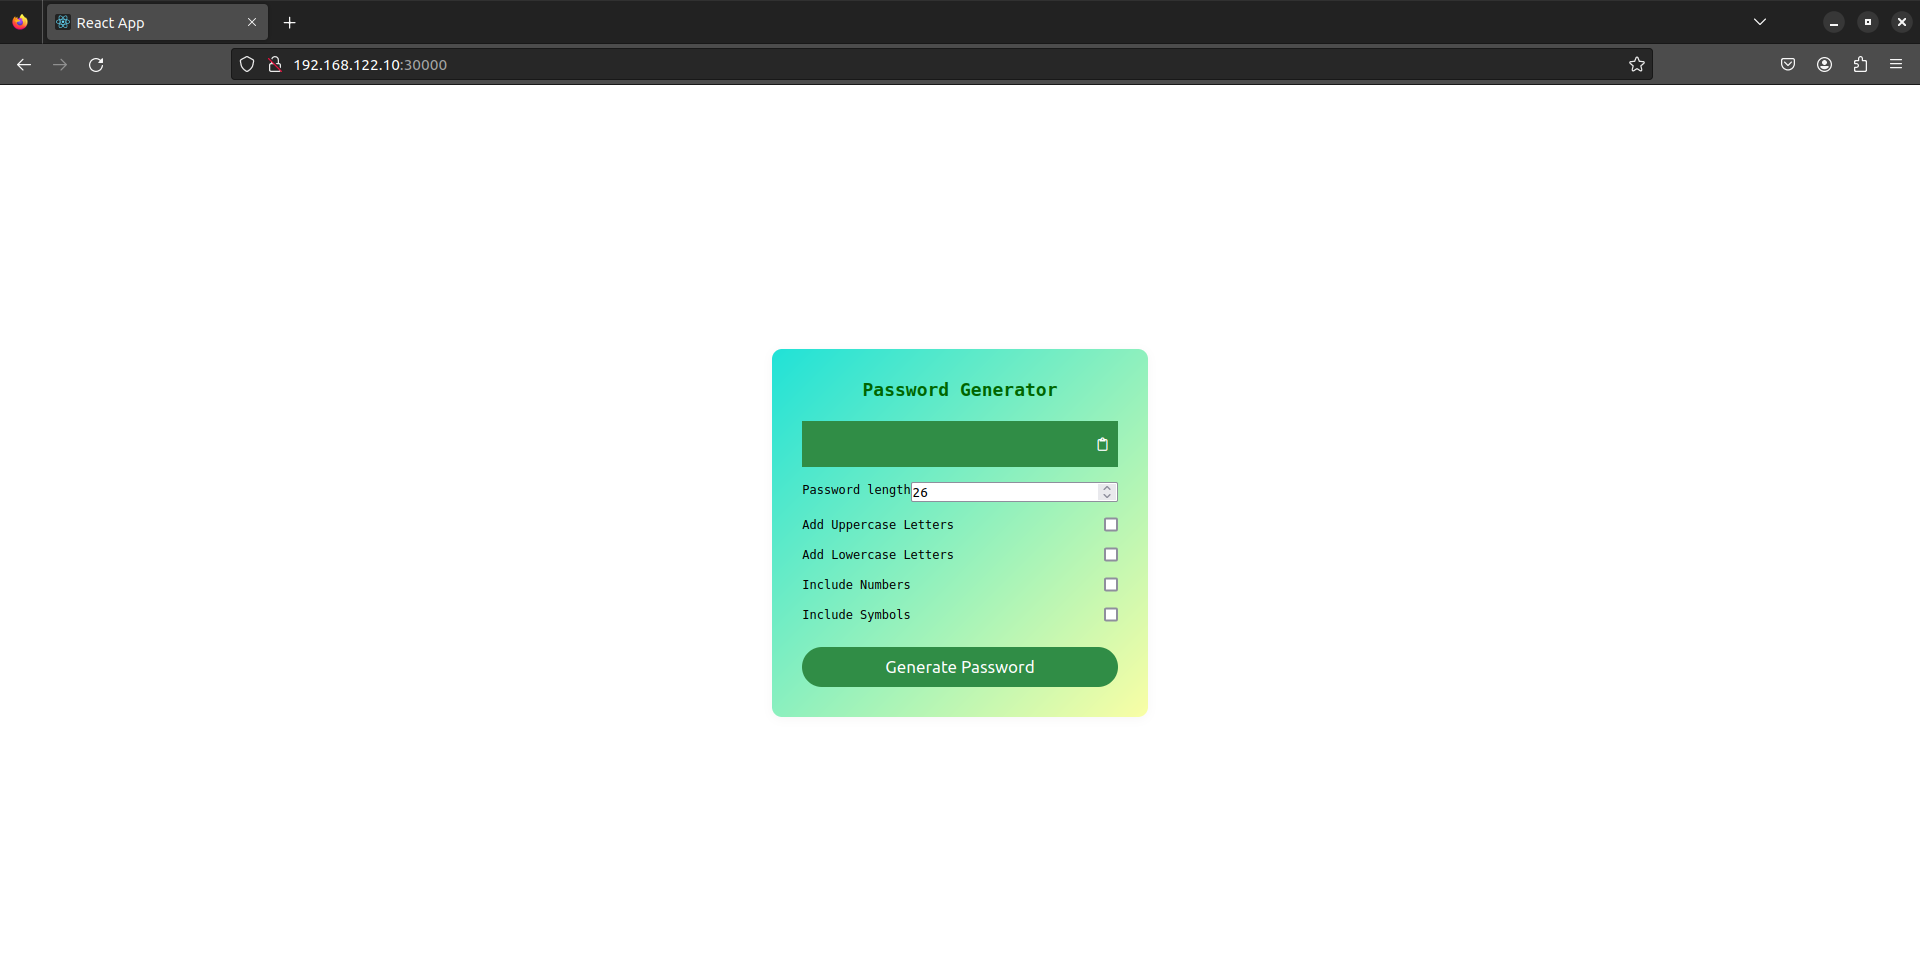 React App
192.168.122.10:30000
Password Generator
Password length 26
Add Uppercase Letters
Add Lowercase Letters
Include Numbers
Include Symbols
Generate Password